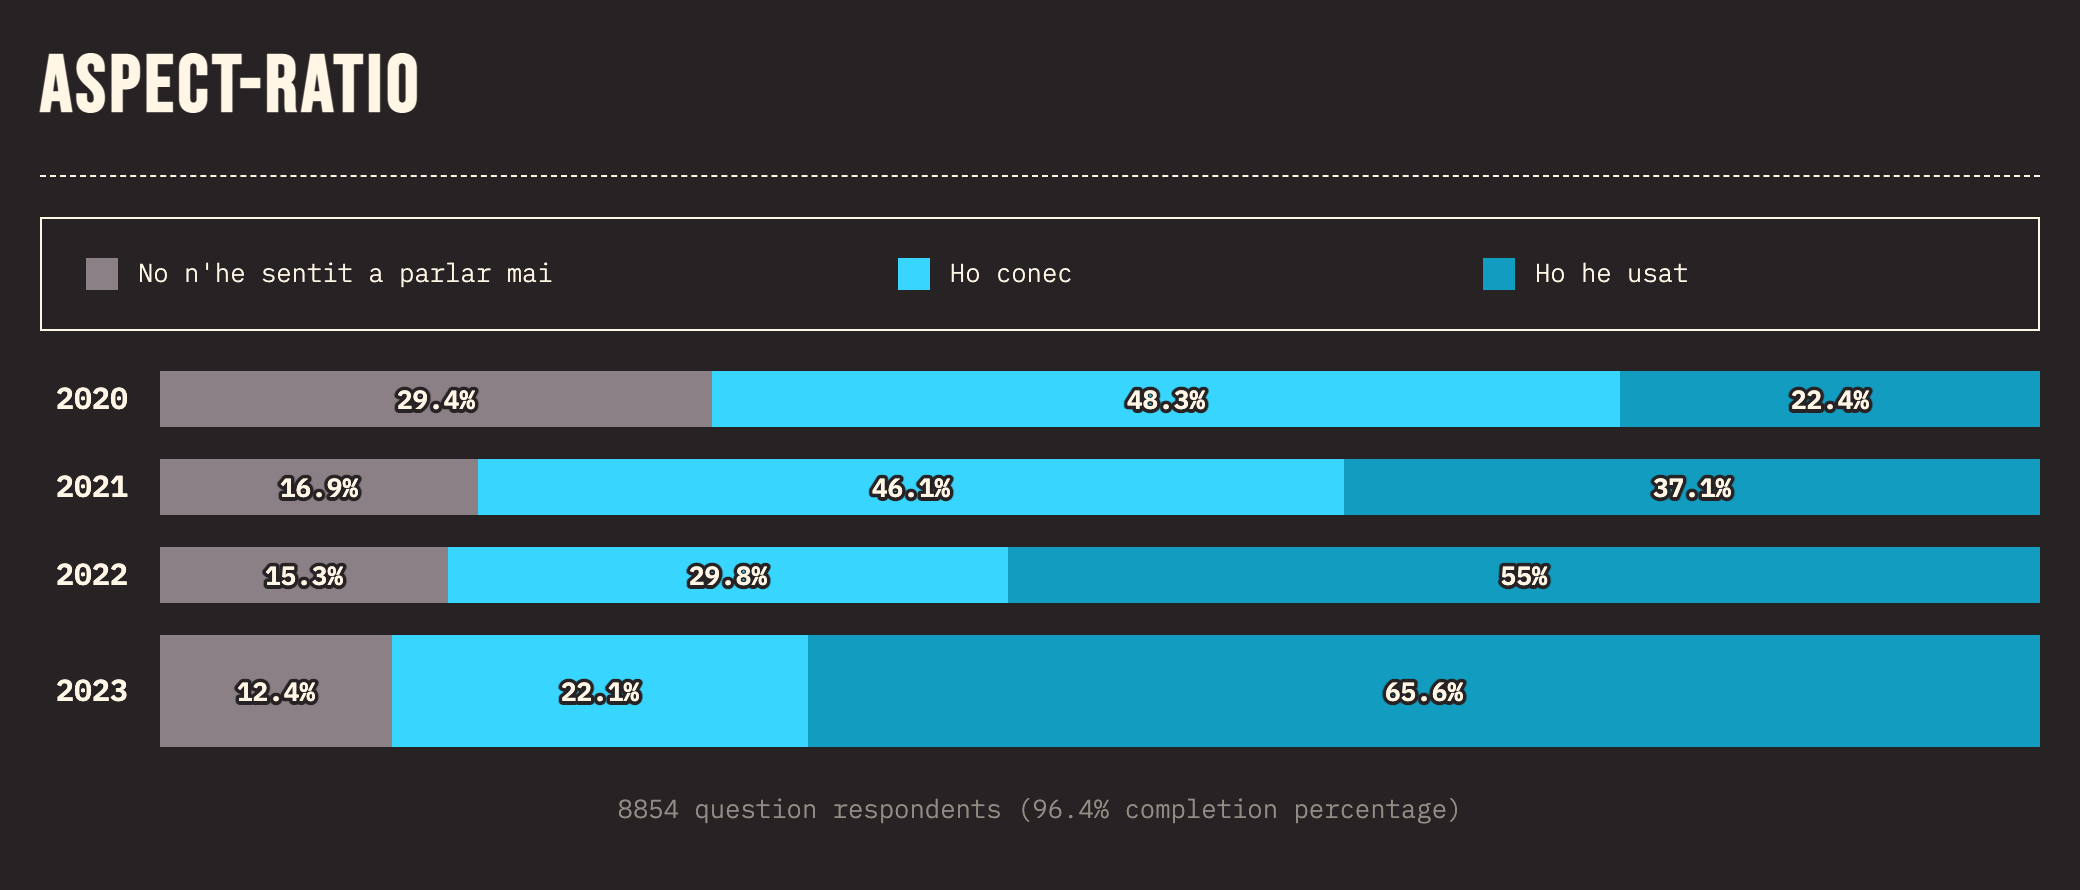 ASPECT-RATIO
No n'he sentit a parlar mai Ho conec Ho he usat
2020 29.4% 48.3% 22.4%
2021 16.9% 46.1% 37.1%
2022 15.3% 29.8% 55%
2023 12.4% 22.1% 65.6%
8854 question respondents (96.4% completion percentage)